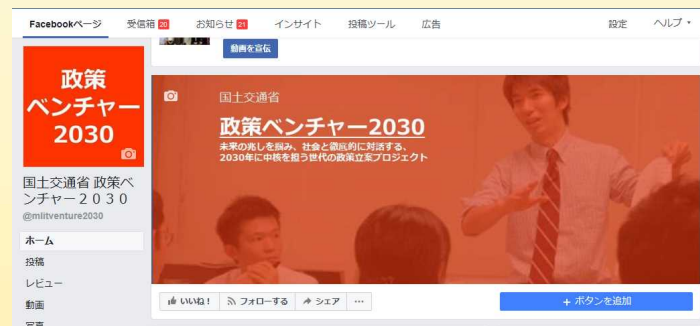 Facebookページ 受信箱 20 お知らせ 21 インサイト 投稿ツール 広告 設定 ヘルプ
動画を宣伝
政策
ベンチャー
2030
国土交通省
政策ベンチャー2030
未来の兆しを掴み、社会と徹底的に対話する、
2030年に中核を担う世代の政策立案プロジェクト
国土交通省 政策ベ
ンチャー２０３０
@mlitventure2030
ホーム
投稿
レビュー
動画
写真
いいね！ フォローする シェア … + ボタンを追加